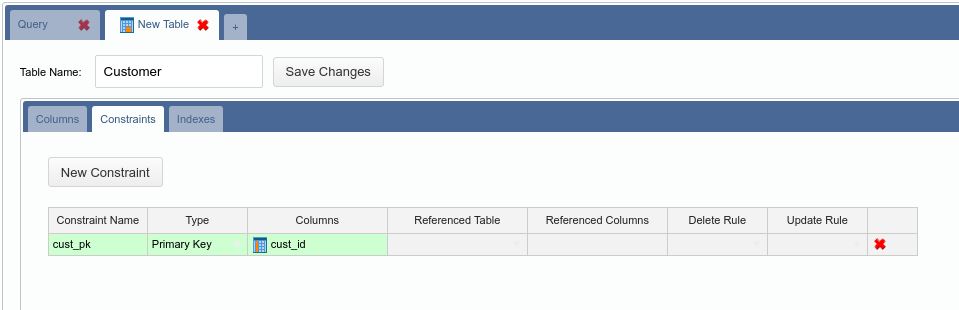 Query New Table +
Table Name: Customer Save Changes
Columns Constraints Indexes
New Constraint
Constraint Name Type Columns Referenced Table Referenced Columns Delete Rule Update Rule
cust_pk Primary Key cust_id